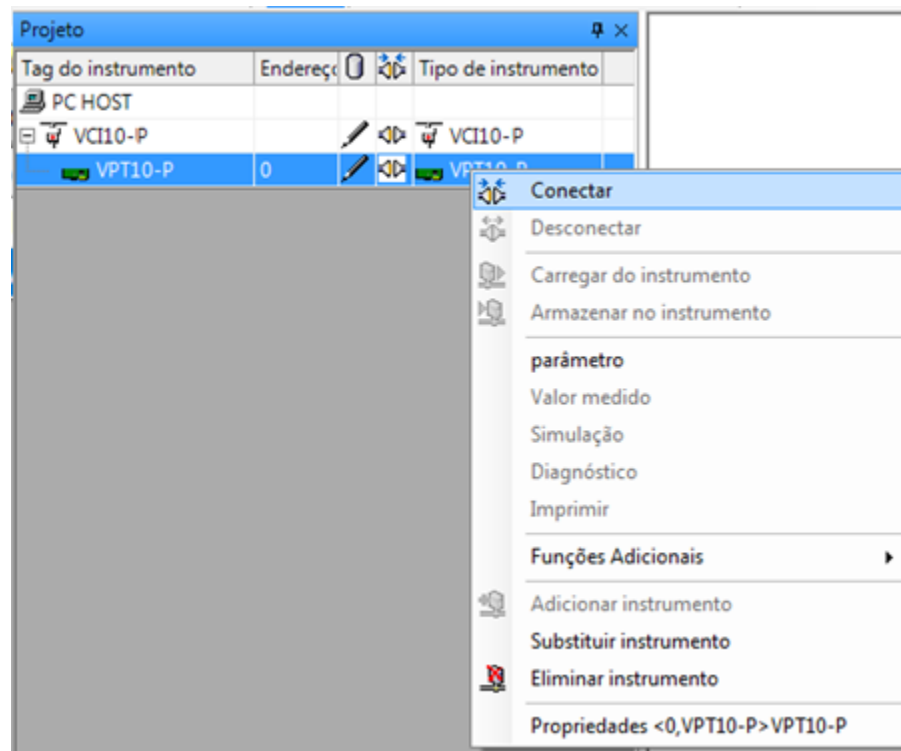 Projeto
Tag do instrumento Endereço Tipo de instrumento
PC HOST
VCI10-P VCI10-P
VPT10-P 0 VPT10-P
Conectar
Desconectar
Carregar do instrumento
Armazenar no instrumento
parâmetro
Valor medido
Simulação
Diagnóstico
Imprimir
Funções Adicionais
Adicionar instrumento
Substituir instrumento
Eliminar instrumento
Propriedades <0,VPT10-P>VPT10-P